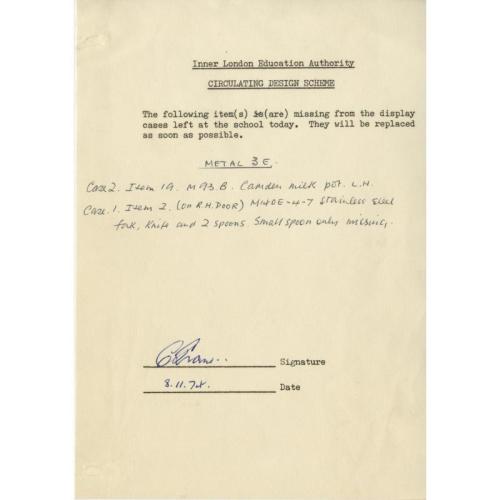 Inner London Education Authority
CIRCULATING DESIGN SCHEME
The following item(s) is(are) missing from the display
cases left at the school today. They will be replaced
as soon as possible.
METAL 3E.
Case 2. Item 19. M93.B. Camden milk pot. L.H.
Case.1. Item 2. (on R.H. DOOR) Stainless steel
fork, Knife and 2 spoons. Small spoon only missing.
Signature
8.11.74. Date